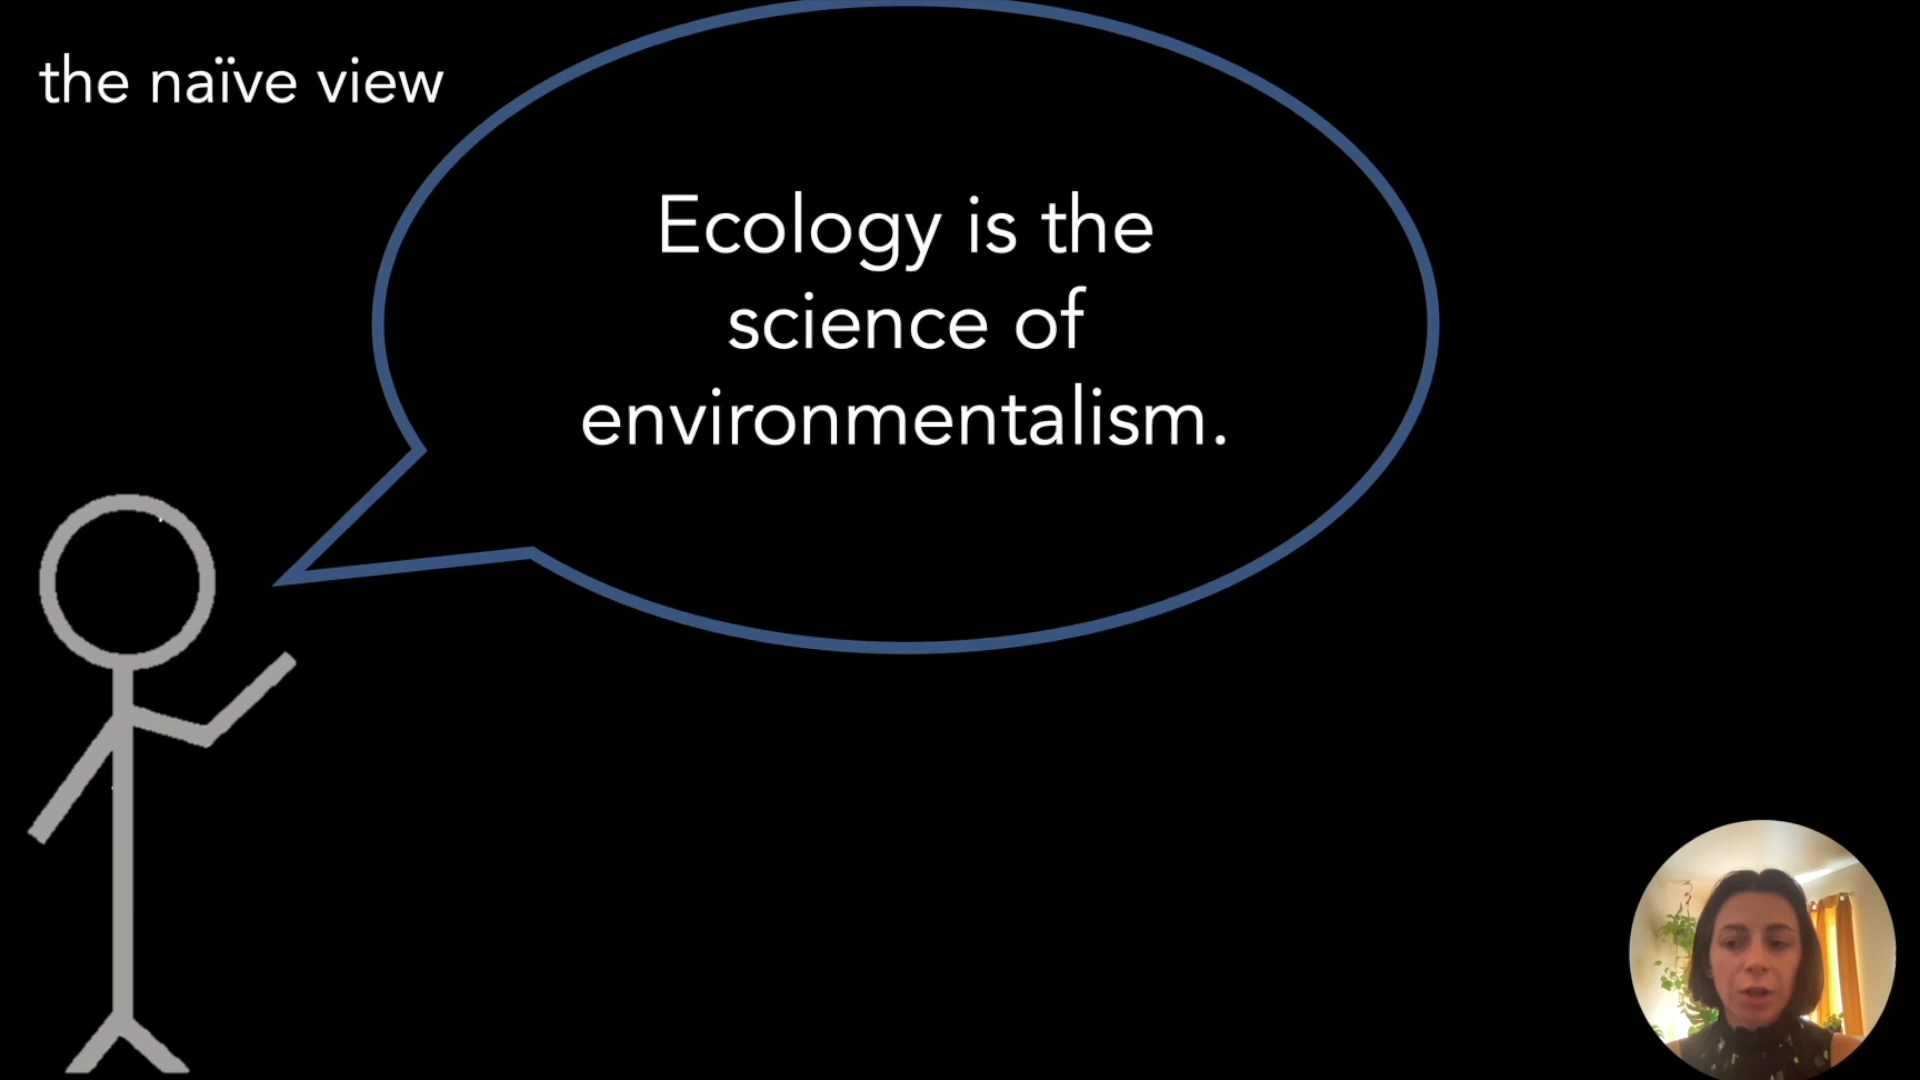 the naïve view
Ecology is the
science of
environmentalism.